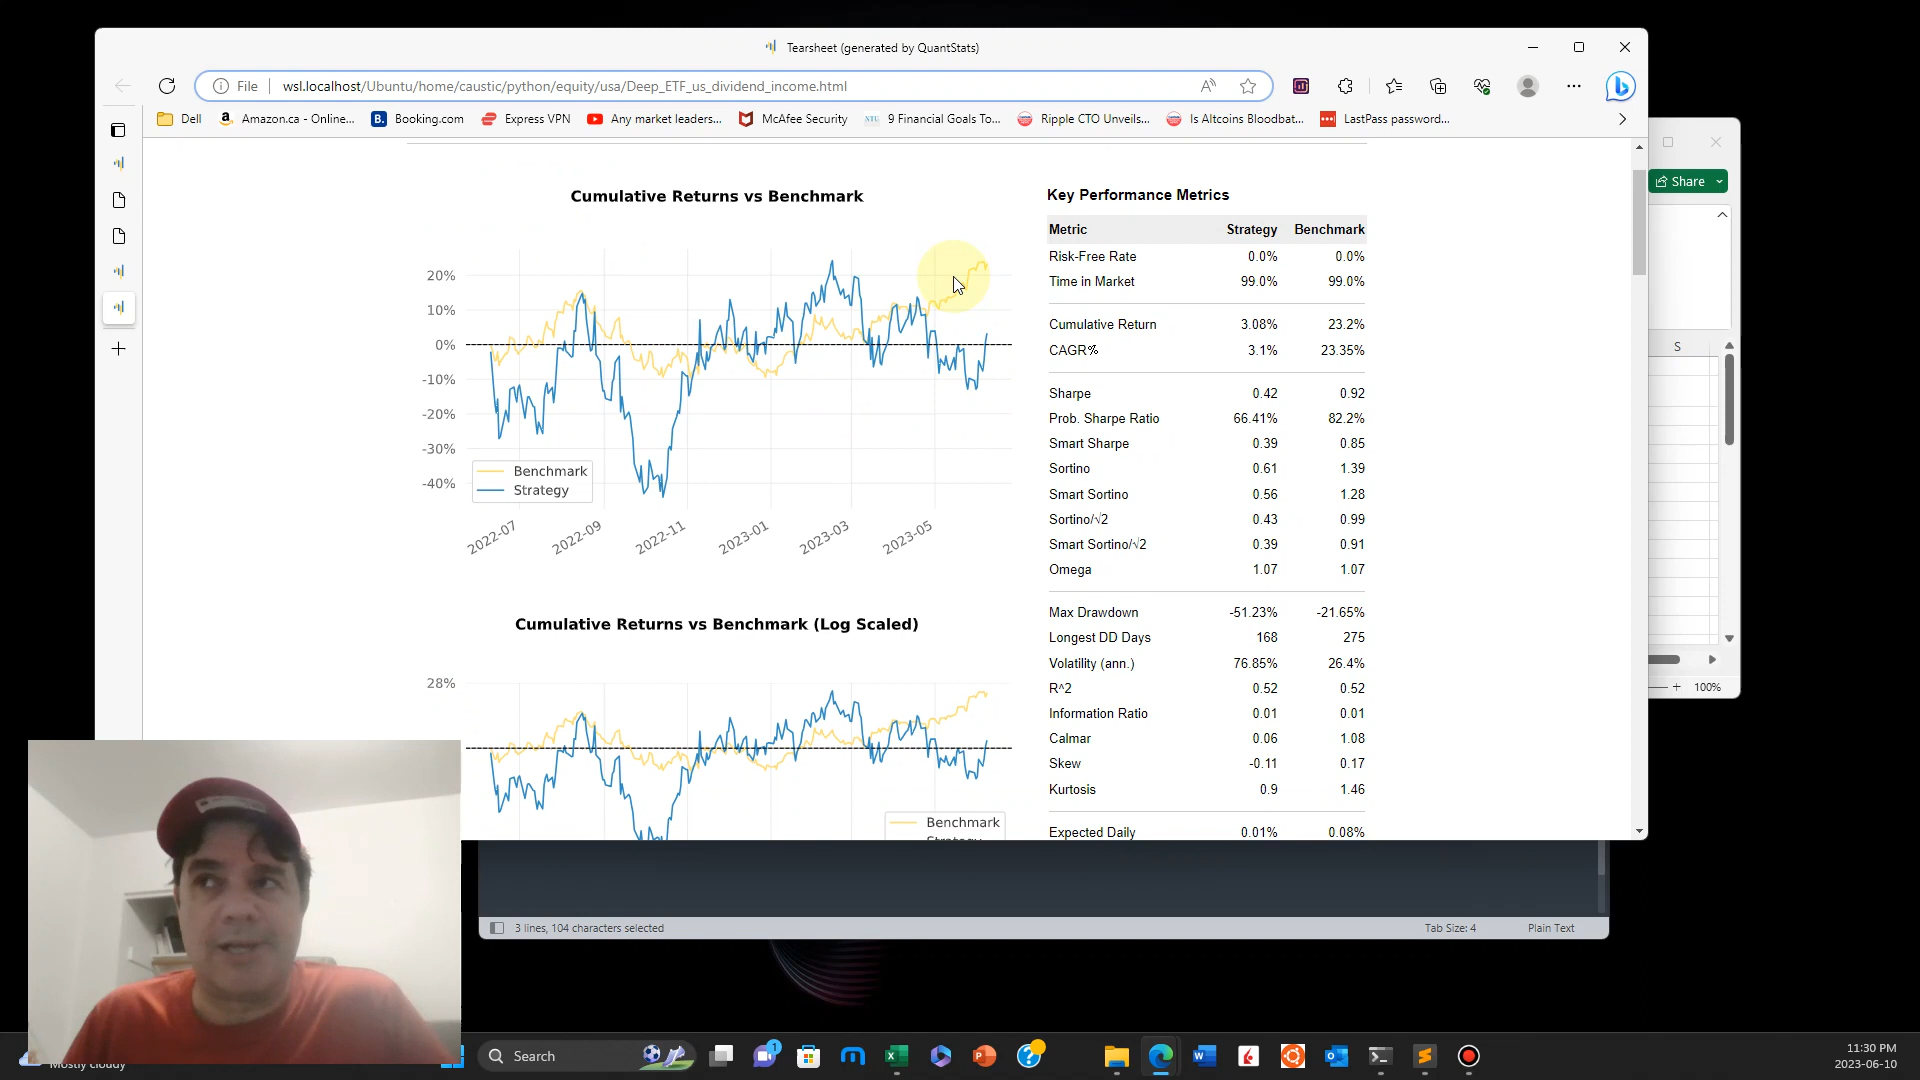 Tearsheet (generated by QuantStats)
File
wsl.localhost/Ubuntu/home/caustic/python/equity/usa/Deep_ETF_us_dividend_income.html
Dell
Amazon.ca - Online...
Booking.com
Express VPN
Any market leaders...
McAfee Security
9 Financial Goals To...
Ripple CTO Unveils...
Is Altcoins Bloodbat...
LastPass password...
Share
Cumulative Returns vs Benchmark
20%
10%
0%
-10%
-20%
-30%
-40%
Benchmark
Strategy
2022-07
2022-09
2022-11
2023-01
2023-03
2023-05
Cumulative Returns vs Benchmark (Log Scaled)
28%
Benchmark
Strategy
Key Performance Metrics
Metric Strategy Benchmark
Risk-Free Rate 0.0% 0.0%
Time in Market 99.0% 99.0%
Cumulative Return 3.08% 23.2%
CAGR% 3.1% 23.35%
Sharpe 0.42 0.92
Prob. Sharpe Ratio 66.41% 82.2%
Smart Sharpe 0.39 0.85
Sortino 0.61 1.39
Smart Sortino 0.56 1.28
Sortino/√2 0.43 0.99
Smart Sortino/√2 0.39 0.91
Omega 1.07 1.07
Max Drawdown -51.23% -21.65%
Longest DD Days 168 275
Volatility (ann.) 76.85% 26.4%
R^2 0.52 0.52
Information Ratio 0.01 0.01
Calmar 0.06 1.08
Skew -0.11 0.17
Kurtosis 0.9 1.46
Expected Daily 0.01% 0.08%
S
100%
3 lines, 104 characters selected
Tab Size: 4
Plain Text
Mostly cloudy
Search
1
11:30 PM
2023-06-10